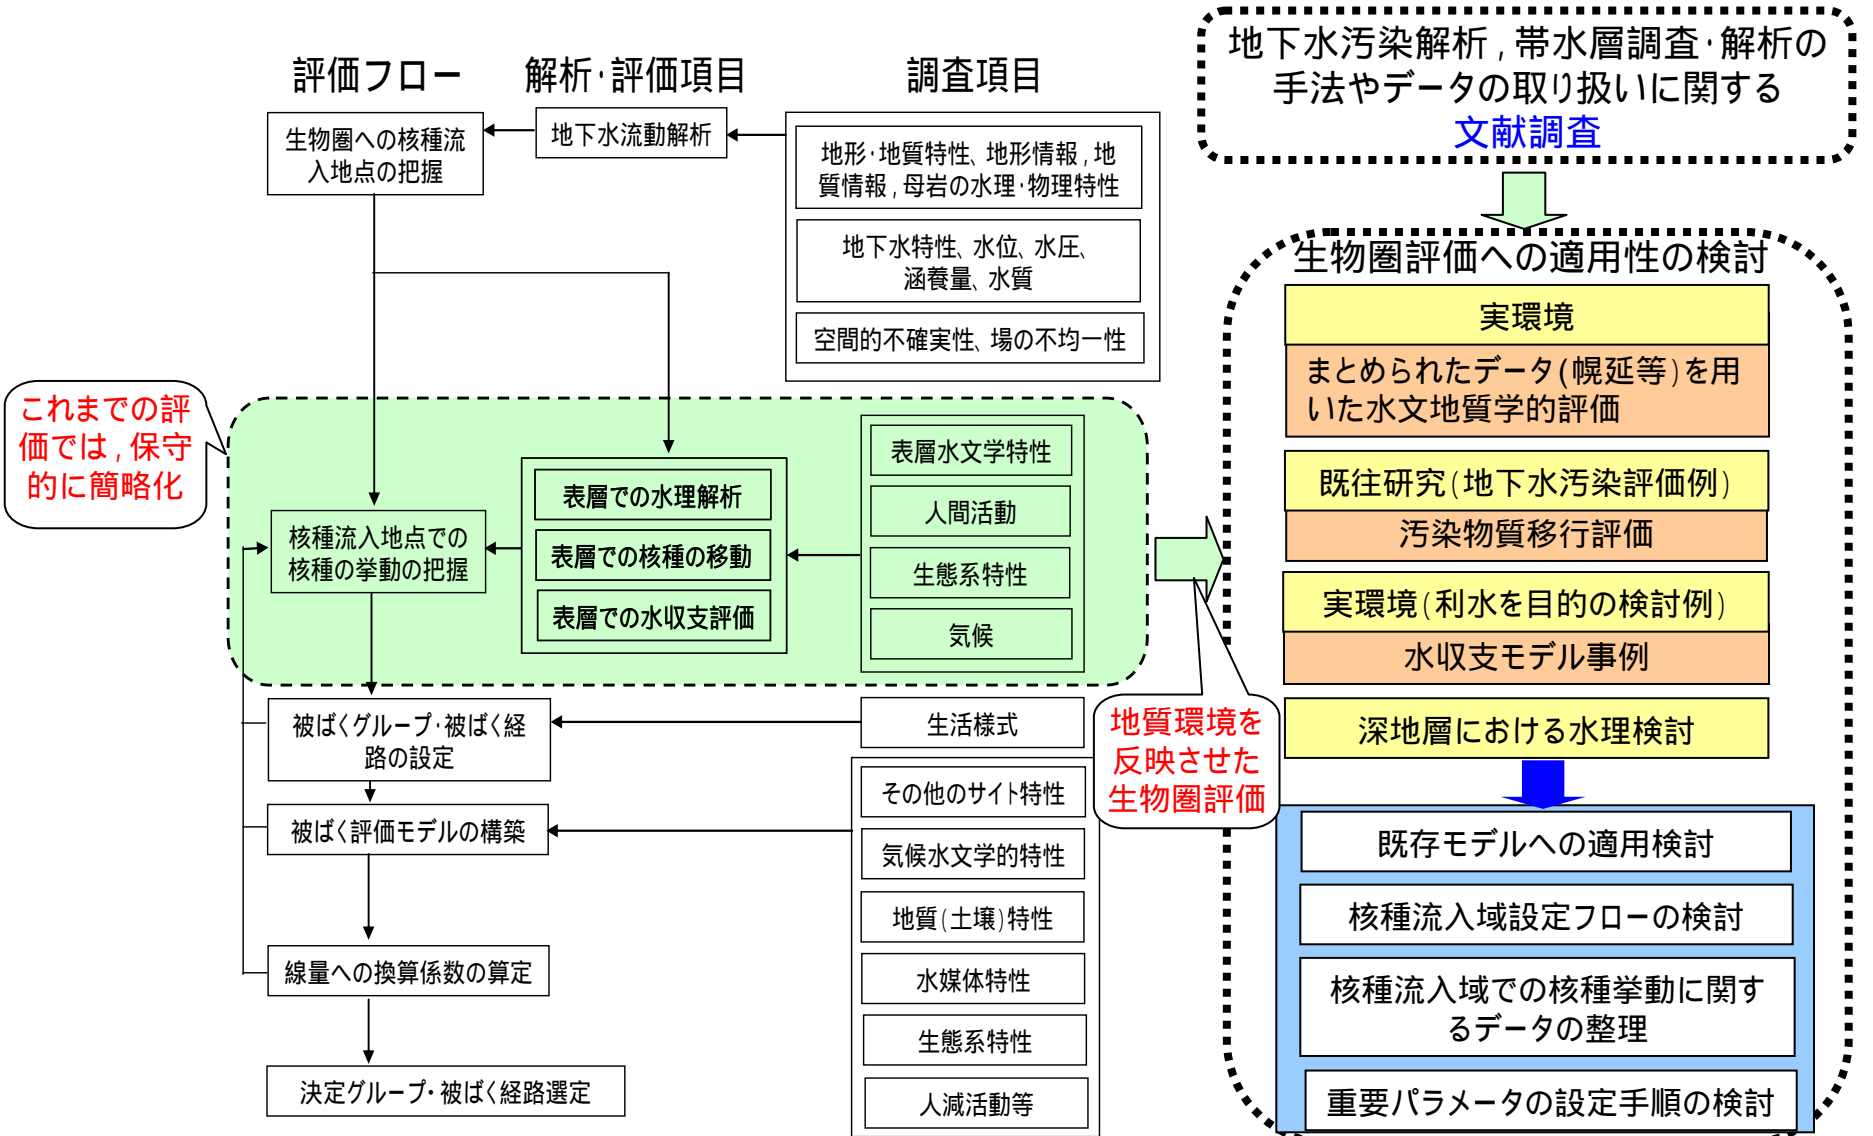 評価フロー
解析・評価項目
調査項目
生物圏への核種流
入地点の把握
地下水流動解析
地形・地質特性、地形情報，地
質情報，母岩の水理・物理特性
地下水特性、水位、水圧、
涵養量、水質
空間的不確実性、場の不均一性
これまでの評
価では，保守
的に簡略化
核種流入地点での
核種の挙動の把握
表層での水理解析
表層での核種の移動
表層での水収支評価
表層水文学特性
人間活動
生態系特性
気候
被ばくグループ・被ばく経
路の設定
生活様式
被ばく評価モデルの構築
その他のサイト特性
気候水文学的特性
地質（土壌）特性
水媒体特性
生態系特性
人減活動等
線量への換算係数の算定
決定グループ・被ばく経路選定
地質環境を
反映させた
生物圏評価
地下水汚染解析，帯水層調査・解析の
手法やデータの取り扱いに関する
文献調査
生物圏評価への適用性の検討
実環境
まとめられたデータ（幌延等）を用
いた水文地質学的評価
既往研究（地下水汚染評価例）
汚染物質移行評価
実環境（利水を目的の検討例）
水収支モデル事例
深地層における水理検討
既存モデルへの適用検討
核種流入域設定フローの検討
核種流入域での核種挙動に関す
るデータの整理
重要パラメータの設定手順の検討